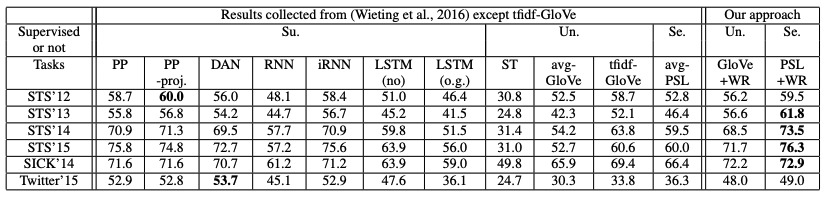 Results collected from (Wieting et al., 2016) except tfidf-GloVe Our approach
Supervised or not Su. Un. Se. Un. Se.
Tasks PP PP -proj. DAN RNN iRNN LSTM (no) LSTM (o.g.) ST avg- GloVe tfidf- GloVe avg- PSL GloVe +WR PSL +WR
STS'12 58.7 60.0 56.0 48.1 58.4 51.0 46.4 30.8 52.5 58.7 52.8 56.2 59.5
STS'13 55.8 56.8 54.2 44.7 56.7 45.2 41.5 24.8 42.3 52.1 46.4 56.6 61.8
STS'14 70.9 71.3 69.5 57.7 70.9 59.8 51.5 31.4 54.2 63.8 59.5 68.5 73.5
STS'15 75.8 74.8 72.7 57.2 75.6 63.9 56.0 31.0 52.7 60.6 60.0 71.7 76.3
SICK'14 71.6 71.6 70.7 61.2 71.2 63.9 59.0 49.8 65.9 69.4 66.4 72.2 72.9
Twitter'15 52.9 52.8 53.7 45.1 52.9 47.6 36.1 24.7 30.3 33.8 36.3 48.0 49.0